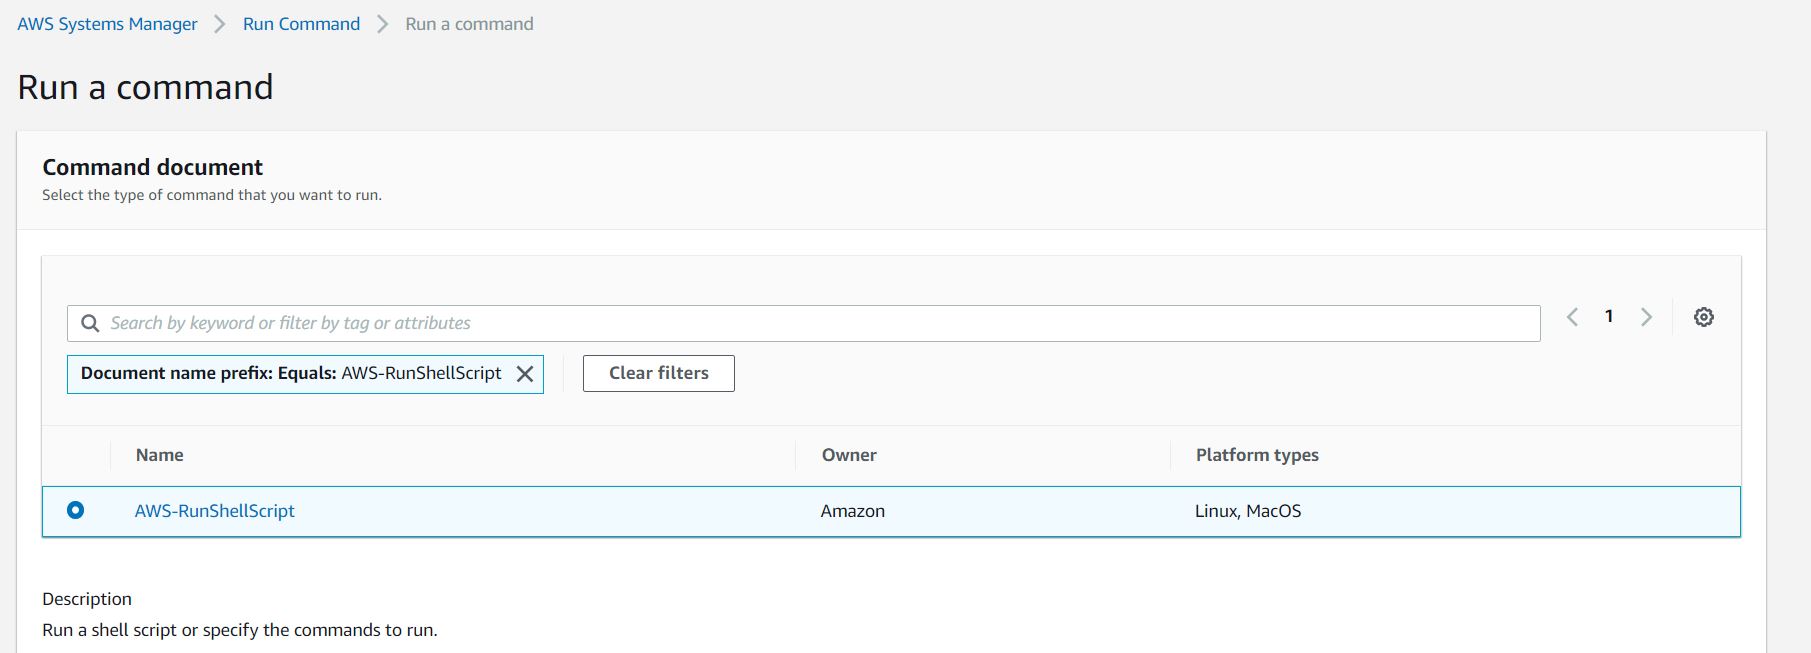 AWS Systems Manager > Run Command > Run a command
Run a command
Command document
Select the type of command that you want to run.
Search by keyword or filter by tag or attributes
1
Document name prefix: Equals: AWS-RunShellScript
Clear filters
Name Owner Platform types
AWS-RunShellScript Amazon Linux, MacOS
Description
Run a shell script or specify the commands to run.